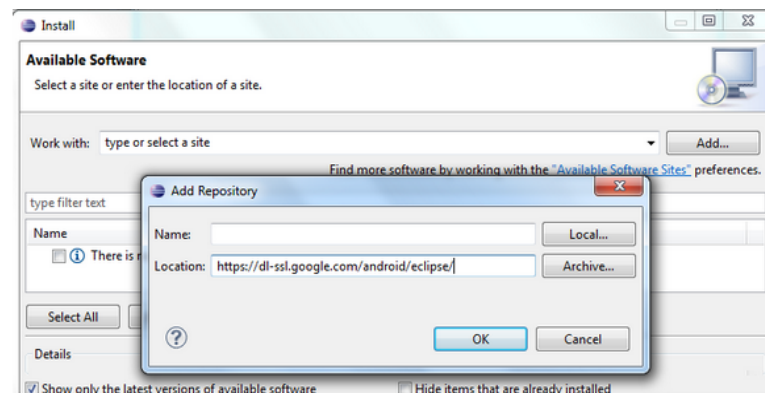 Install
Available Software
Select a site or enter the location of a site.
Work with: type or select a site Add...
Find more software by working with the "Available Software Sites" preferences.
Add Repository
type filter text
Name
Name: Local...
There is
Location: https://dl-ssl.google.com/android/eclipse/ Archive...
Select All
OK Cancel
Details
Show only the latest versions of available software Hide items that are already installed